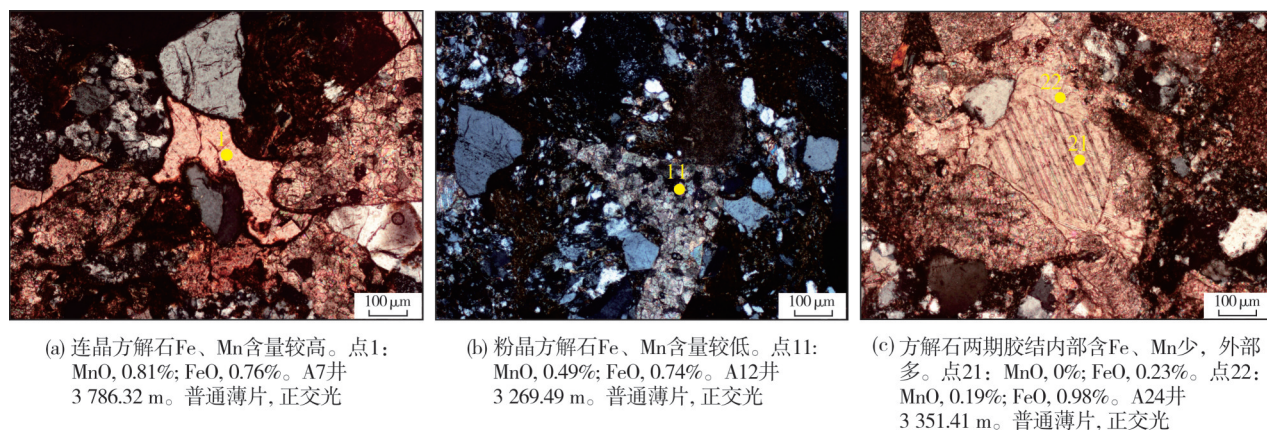 1
100 μm
11
100 μm
22
21
100 μm
(a) 连晶方解石Fe、Mn含量较高。点1:
MnO, 0.81%; FeO, 0.76%。A7井
3 786.32 m。普通薄片, 正交光
(b) 粉晶方解石Fe、Mn含量较低。点11:
MnO, 0.49%; FeO, 0.74%。A12井
3 269.49 m。普通薄片, 正交光
(c) 方解石两期胶结内部含Fe、Mn少, 外部
多。点21: MnO, 0%; FeO, 0.23%。点22:
MnO, 0.19%; FeO, 0.98%。A24井
3 351.41 m。普通薄片, 正交光